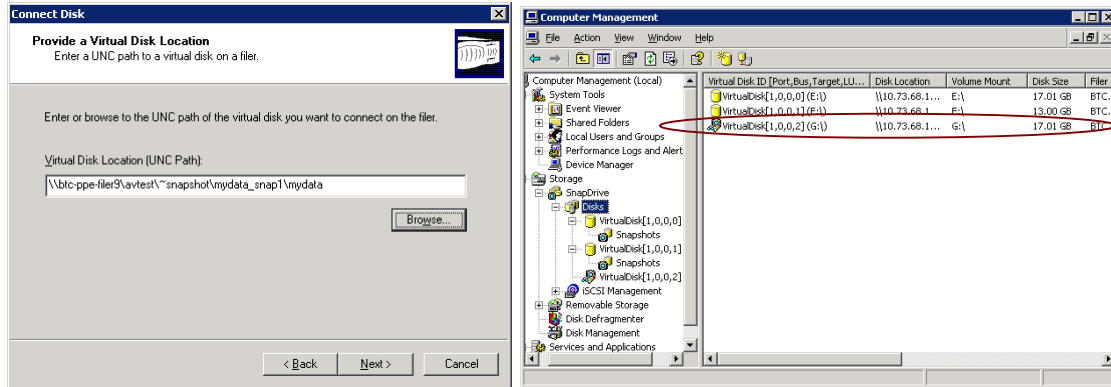 Connect Disk
Provide a Virtual Disk Location
Enter a UNC path to a virtual disk on a filer.
Enter or browse to the UNC path of the virtual disk you want to connect on the filer.
Virtual Disk Location (UNC Path):
\\btc-ppe-filer9\avtest\~snapshot\mydata_snap1\mydata
Browse...
< Back
Next >
Cancel
Computer Management
File Action View Window Help
Computer Management (Local)
System Tools
Event Viewer
Shared Folders
Local Users and Groups
Performance Logs and Alert
Device Manager
Storage
SnapDrive
Disks
VirtualDisk[1,0,0,0]
Snapshots
VirtualDisk[1,0,0,1]
Snapshots
VirtualDisk[1,0,0,2]
iSCSI Management
Removable Storage
Disk Defragmenter
Disk Management
Services and Applications
Virtual Disk ID [Port,Bus,Target,LU... Disk Location Volume Mount Disk Size Filer
VirtualDisk[1,0,0,0] (E:\) \\10.73.68.1... E:\ 17.01 GB BTC.
VirtualDisk[1,0,0,1] (F:\) \\10.73.68.1... F:\ 13.00 GB BTC.
VirtualDisk[1,0,0,2] (G:\) \\10.73.68.1... G:\ 17.01 GB BTC.